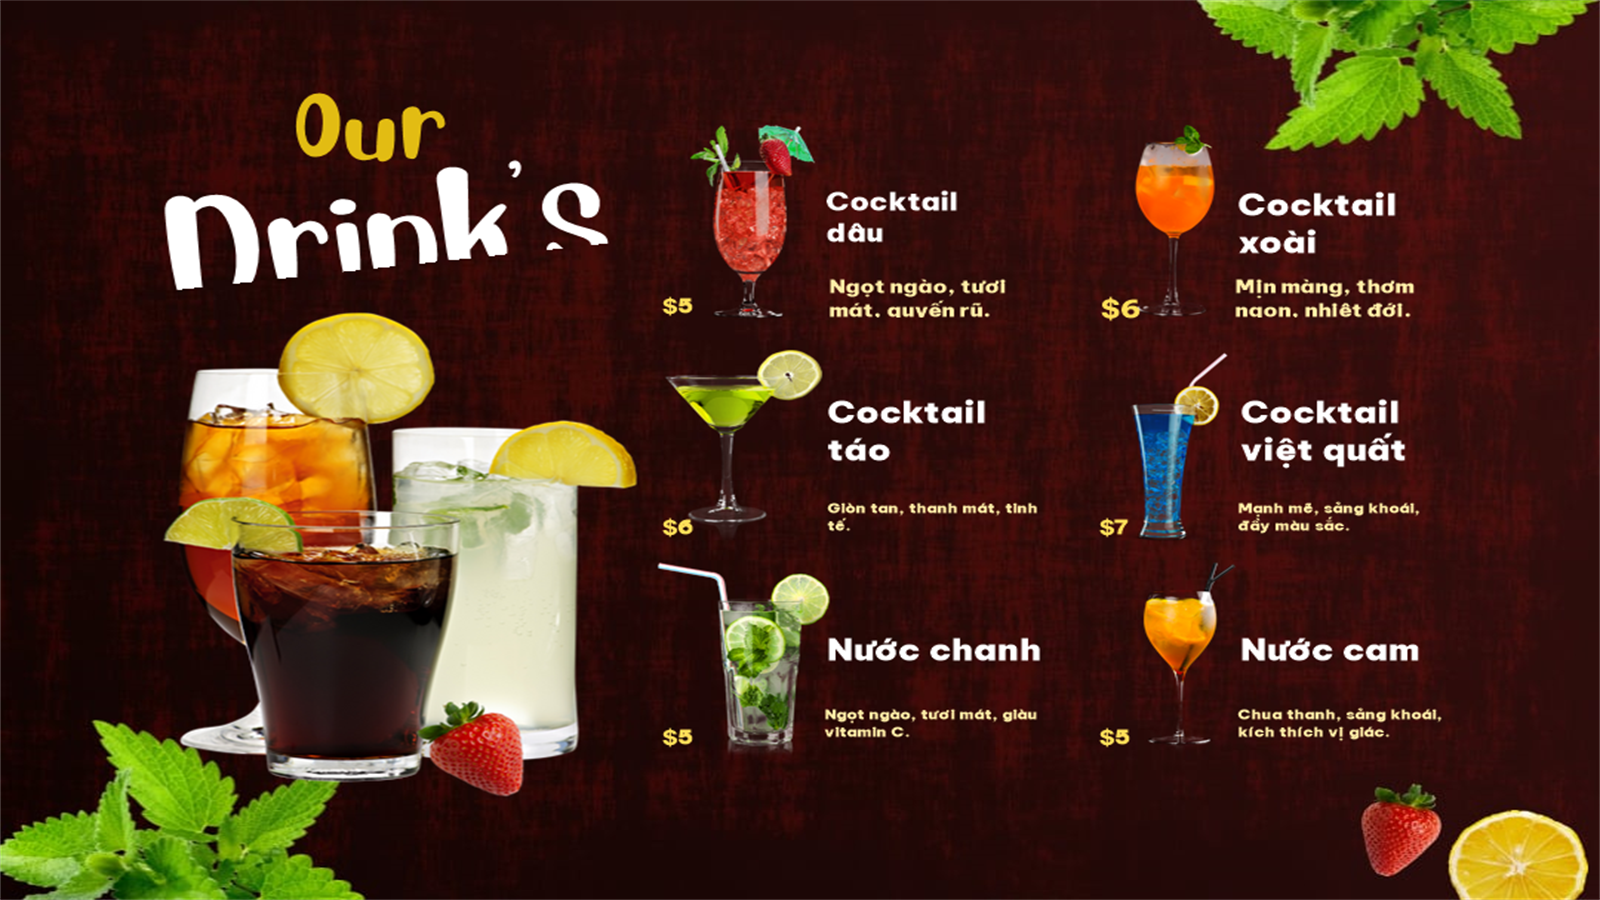 Our
Drink's
Cocktail
dâu
Ngọt ngào, tươi
mát, quyến rũ.
$5
Cocktail
xoài
Mịn màng, thơm
ngon, nhiệt đới.
$6
Cocktail
táo
Giòn tan, thanh mát, tinh
tế.
$6
Cocktail
việt quất
Mạnh mẽ, sảng khoái,
đầy màu sắc.
$7
Nước chanh
Ngọt ngào, tươi mát, giàu
vitamin C.
$5
Nước cam
Chua thanh, sảng khoái,
kích thích vị giác.
$5